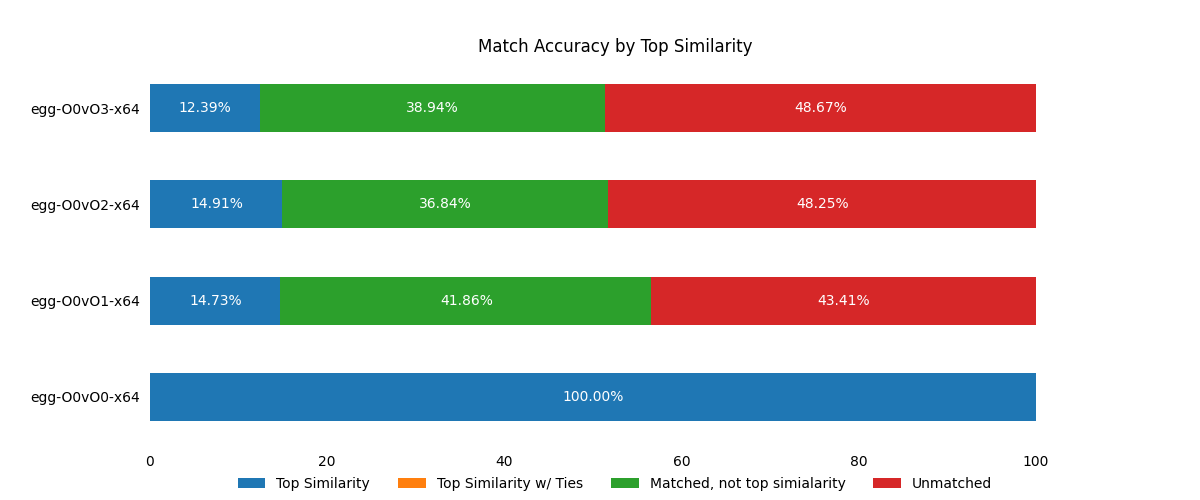 Match Accuracy by Top Similarity
egg-O0vO3-x64 12.39% 38.94% 48.67%
egg-O0vO2-x64 14.91% 36.84% 48.25%
egg-O0vO1-x64 14.73% 41.86% 43.41%
egg-O0vO0-x64 100.00%
0 20 40 60 80 100
Top Similarity Top Similarity w/ Ties Matched, not top simialarity Unmatched